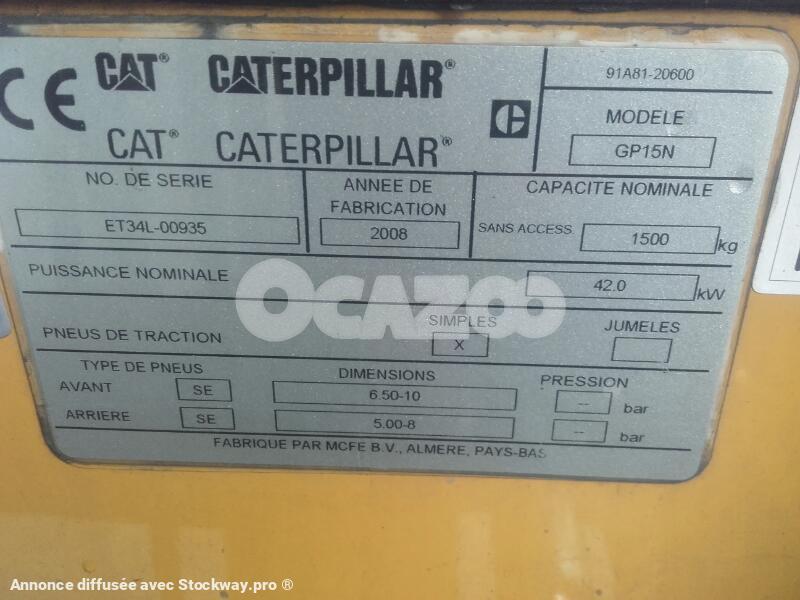 CE CAT® CATERPILLAR®
CAT® CATERPILLAR®
91A81-20600
MODELE
GP15N
NO. DE SERIE
ET34L-00935
ANNEE DE
FABRICATION
2008
CAPACITE NOMINALE
SANS ACCESS. 1500 kg
PUISSANCE NOMINALE 42.0 kW
OCAZOO
PNEUS DE TRACTION
SIMPLES
X
JUMELES
TYPE DE PNEUS DIMENSIONS PRESSION
AVANT SE 6.50-10 -- bar
ARRIERE SE 5.00-8 -- bar
FABRIQUE PAR MCFE B.V., ALMERE, PAYS-BAS
Annonce diffusée avec Stockway.pro ®